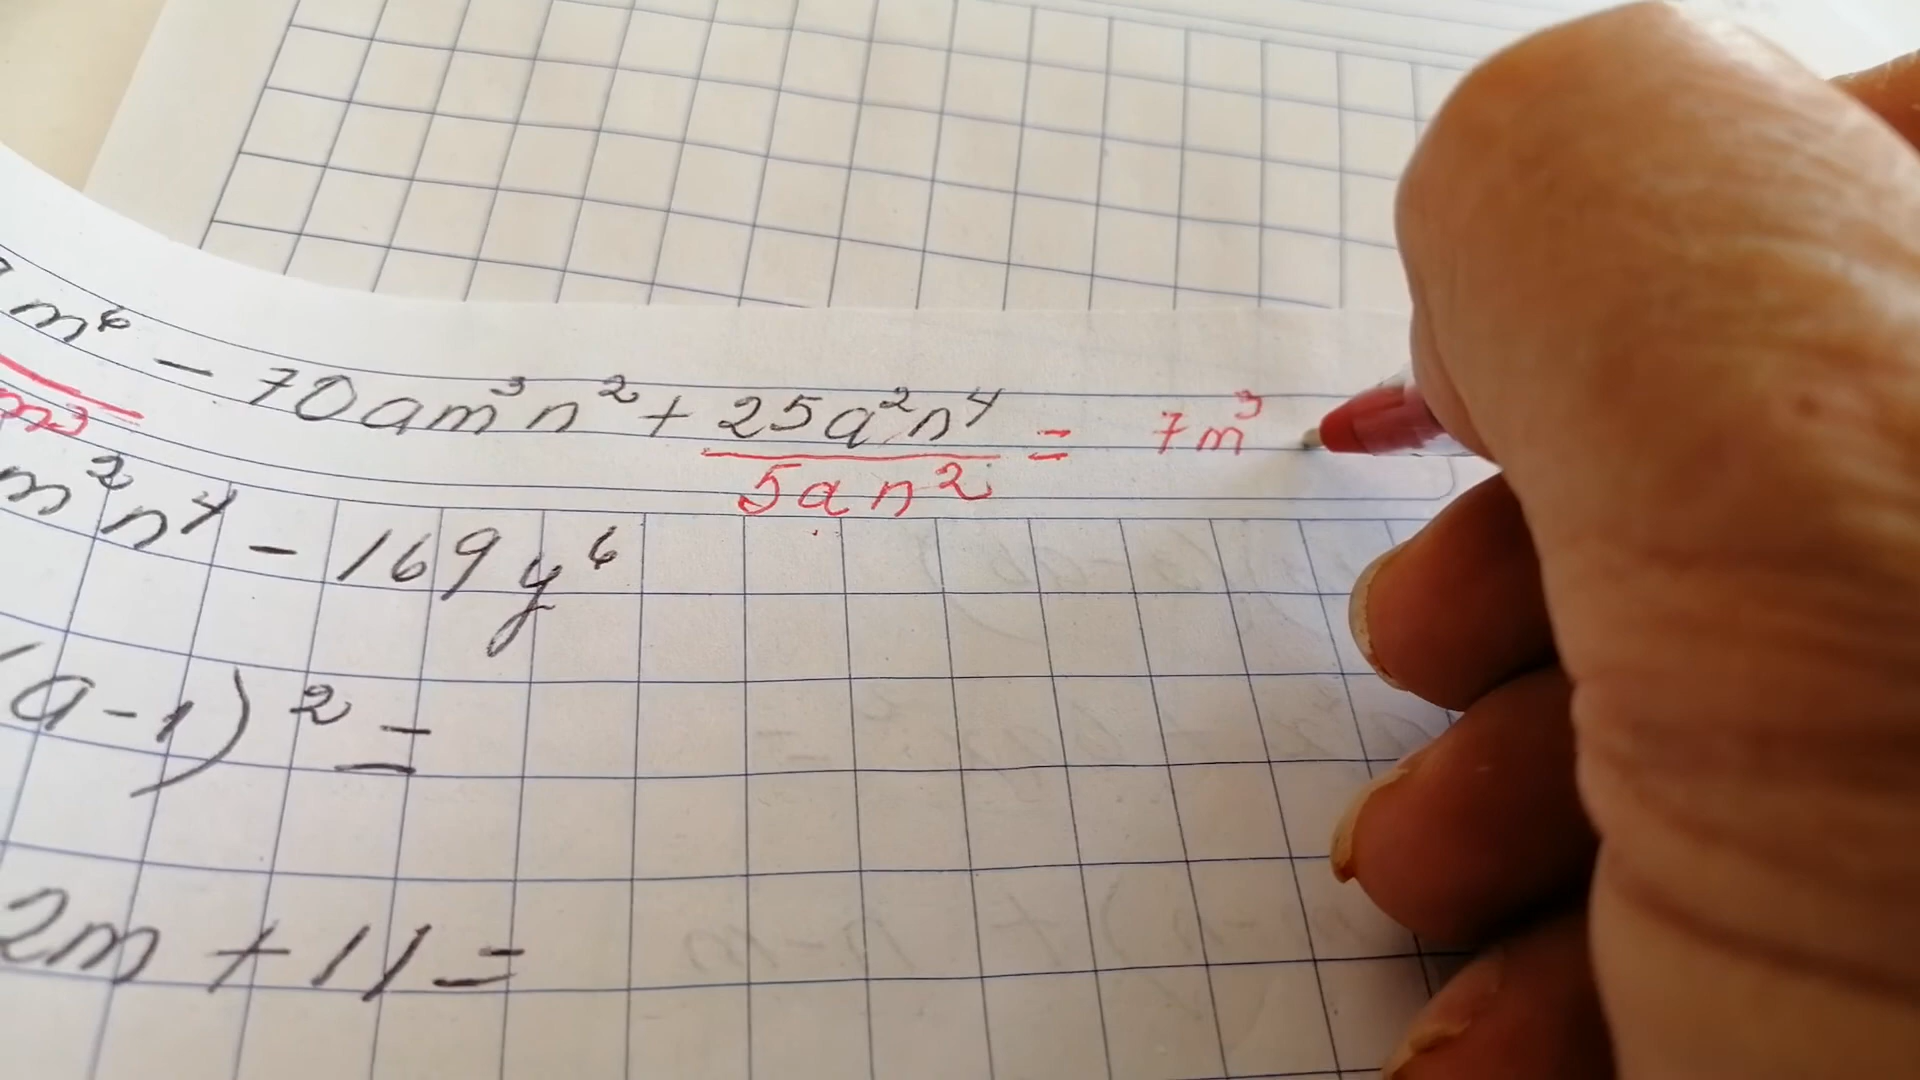 m⁶ - 70am³n² + 25a²n⁴ = 7m³
5an²
m²n⁴ - 169y⁶
(a-1)² =
2m + 11 =